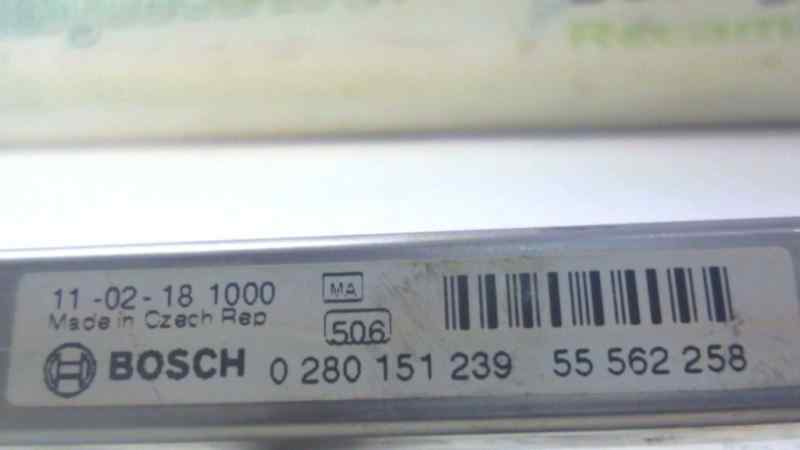 11-02-18 1000
MA
Made in Czech Rep
506
BOSCH 0 280 151 239 55 562 258